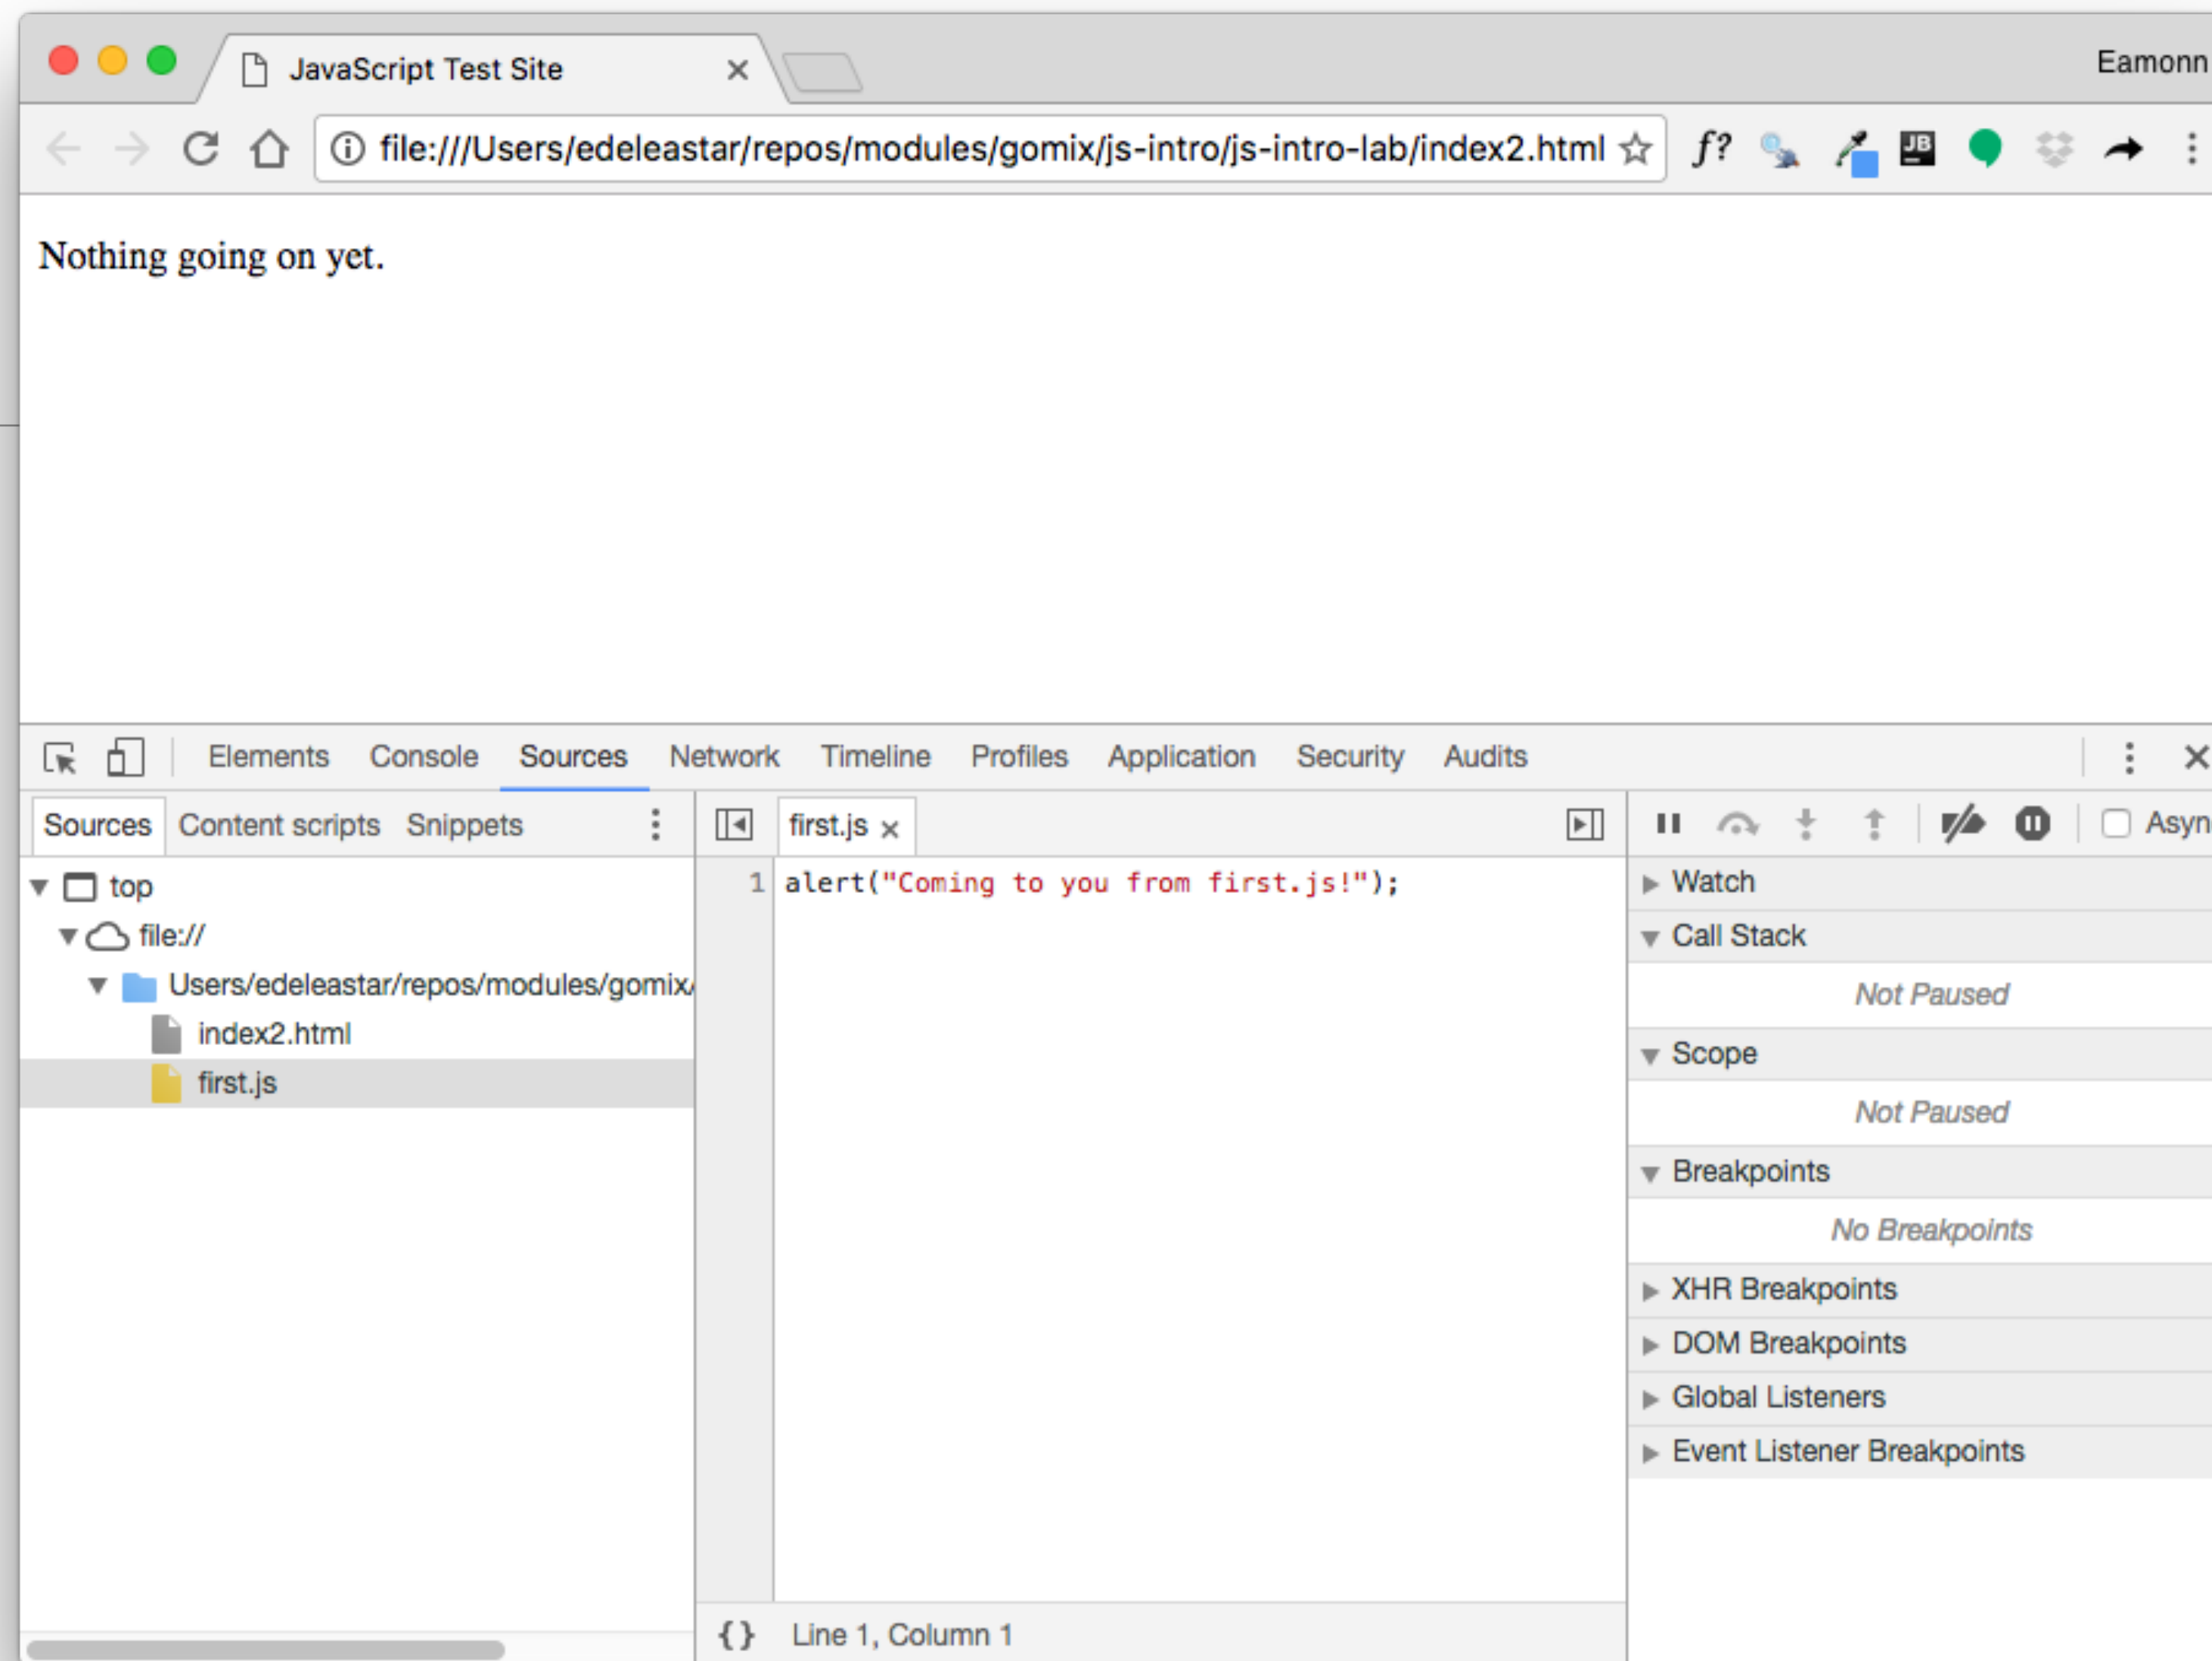 JavaScript Test Site
Eamonn
file:///Users/edeleastar/repos/modules/gomix/js-intro/js-intro-lab/index2.html
f?
JB
Nothing going on yet.
Elements Console Sources Network Timeline Profiles Application Security Audits
Sources Content scripts Snippets
first.js
Asyn
top
file://
Users/edeleastar/repos/modules/gomix/
index2.html
first.js
1 alert("Coming to you from first.js!");
{} Line 1, Column 1
Watch
Call Stack
Not Paused
Scope
Not Paused
Breakpoints
No Breakpoints
XHR Breakpoints
DOM Breakpoints
Global Listeners
Event Listener Breakpoints